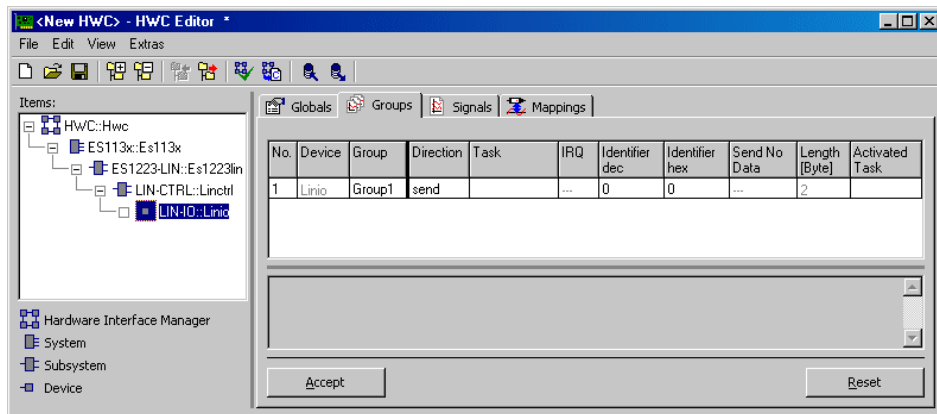 <New HWC> - HWC Editor *
File Edit View Extras
Items:
HWC::Hwc
ES113x::Es113x
ES1223-LIN::Es1223lin
LIN-CTRL::Linctrl
LIN-IO::Linio
Hardware Interface Manager
System
Subsystem
Device
Globals Groups Signals Mappings
No. Device Group Direction Task IRQ Identifier dec Identifier hex Send No Data Length [Byte] Activated Task
1 Linio Group1 send --- 0 0 --- 2
Accept Reset